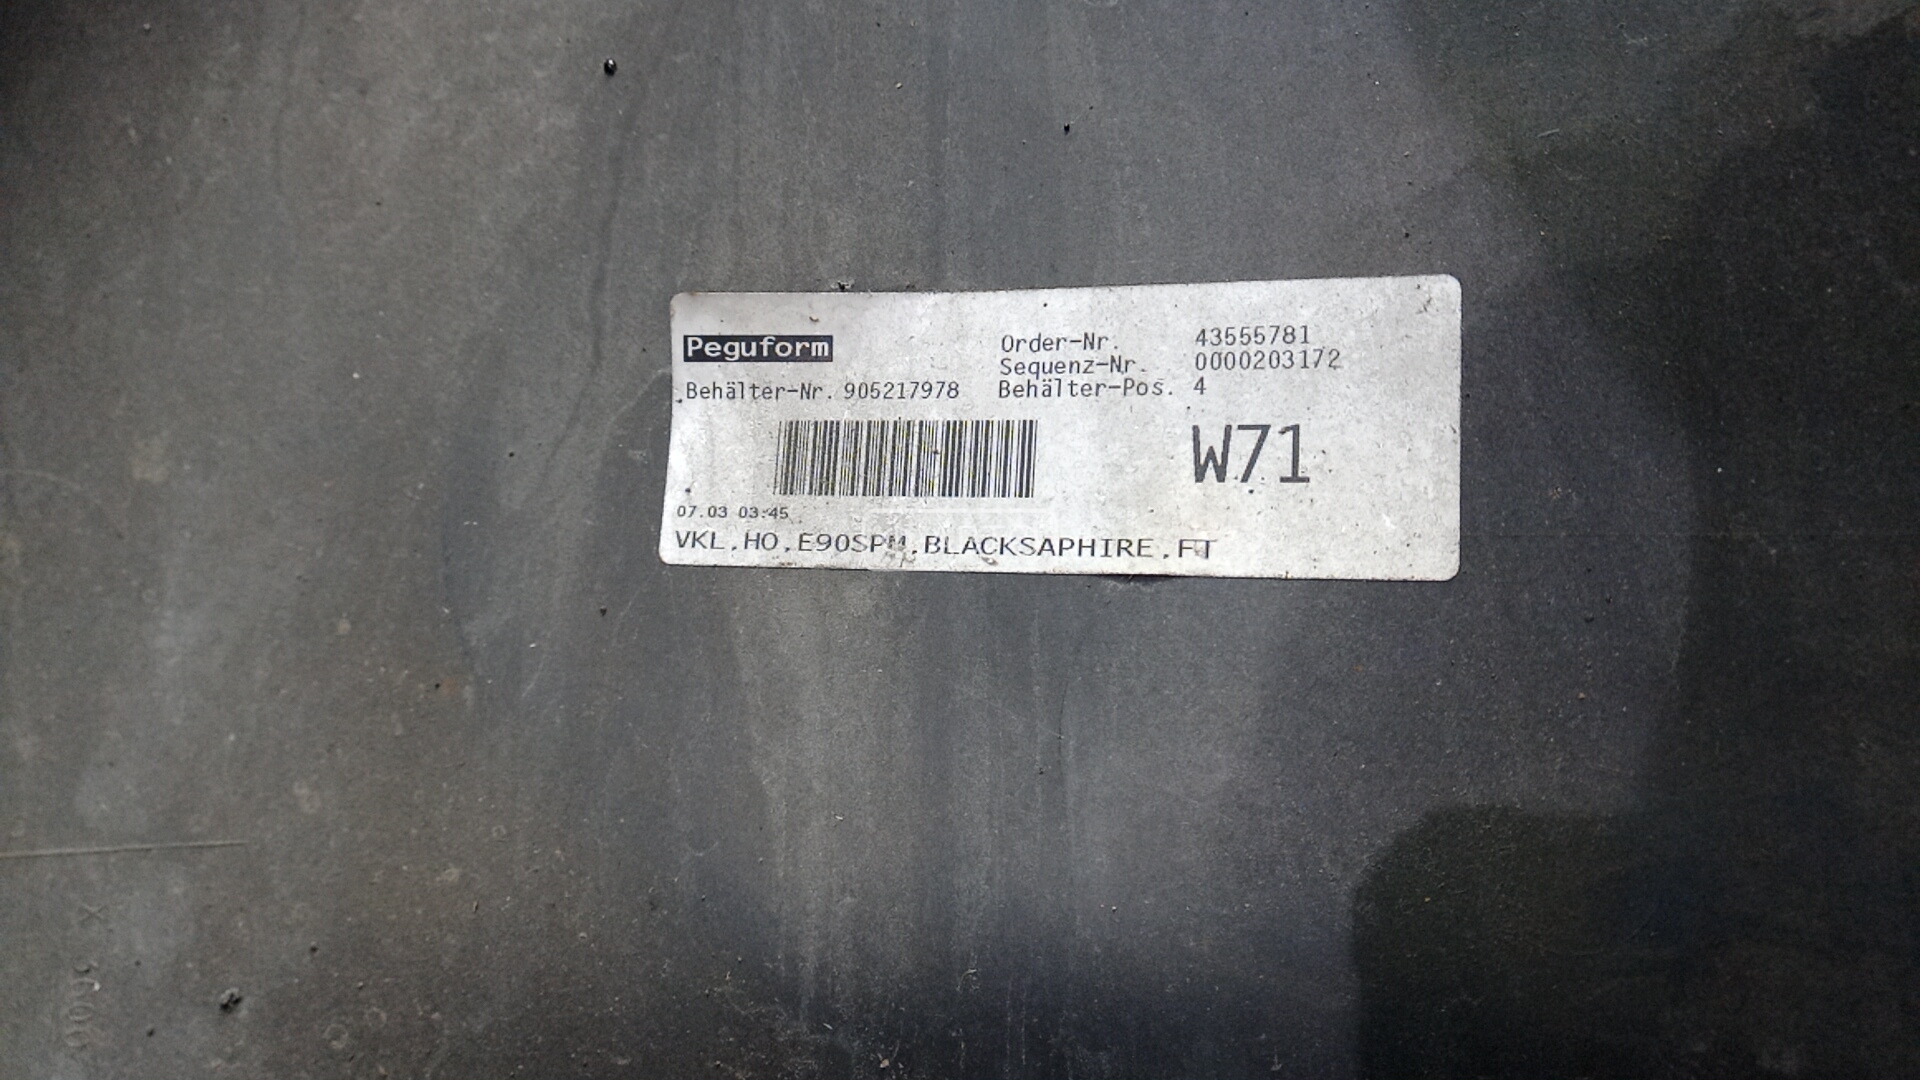 Peguform
Order-Nr. 43555781
Sequenz-Nr. 0000203172
Behälter-Nr. 905217978 Behälter-Pos. 4
W71
07.03 03:45
VKL.HO.E90SPM.BLACKSAPHIRE.FT